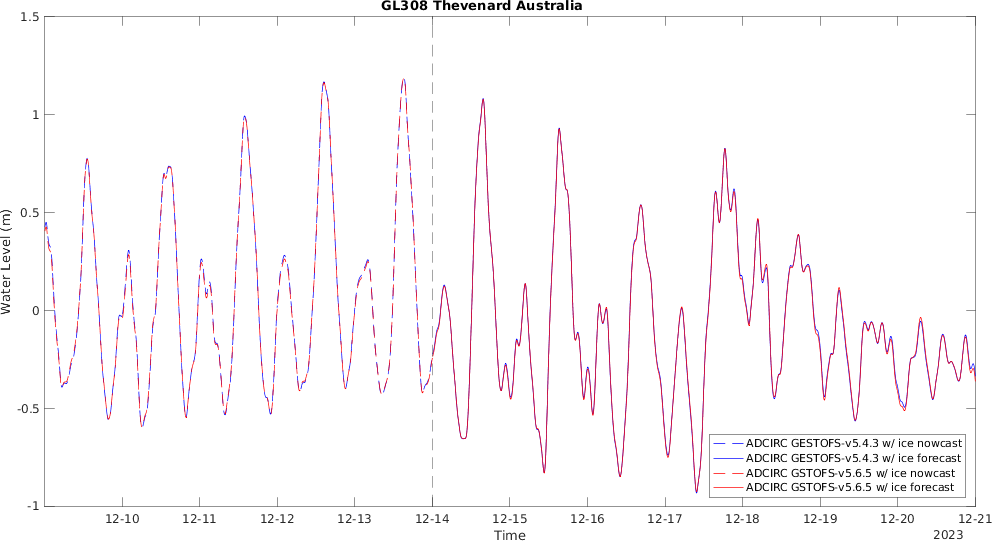 GL308 Thevenard Australia
1.5
1
0.5
0
-0.5
-1
Water Level (m)
12-10 12-11 12-12 12-13 12-14 12-15 12-16 12-17 12-18 12-19 12-20 12-21
Time
2023
ADCIRC GESTOFS-v5.4.3 w/ ice nowcast
ADCIRC GESTOFS-v5.4.3 w/ ice forecast
ADCIRC GSTOFS-v5.6.5 w/ ice nowcast
ADCIRC GSTOFS-v5.6.5 w/ ice forecast